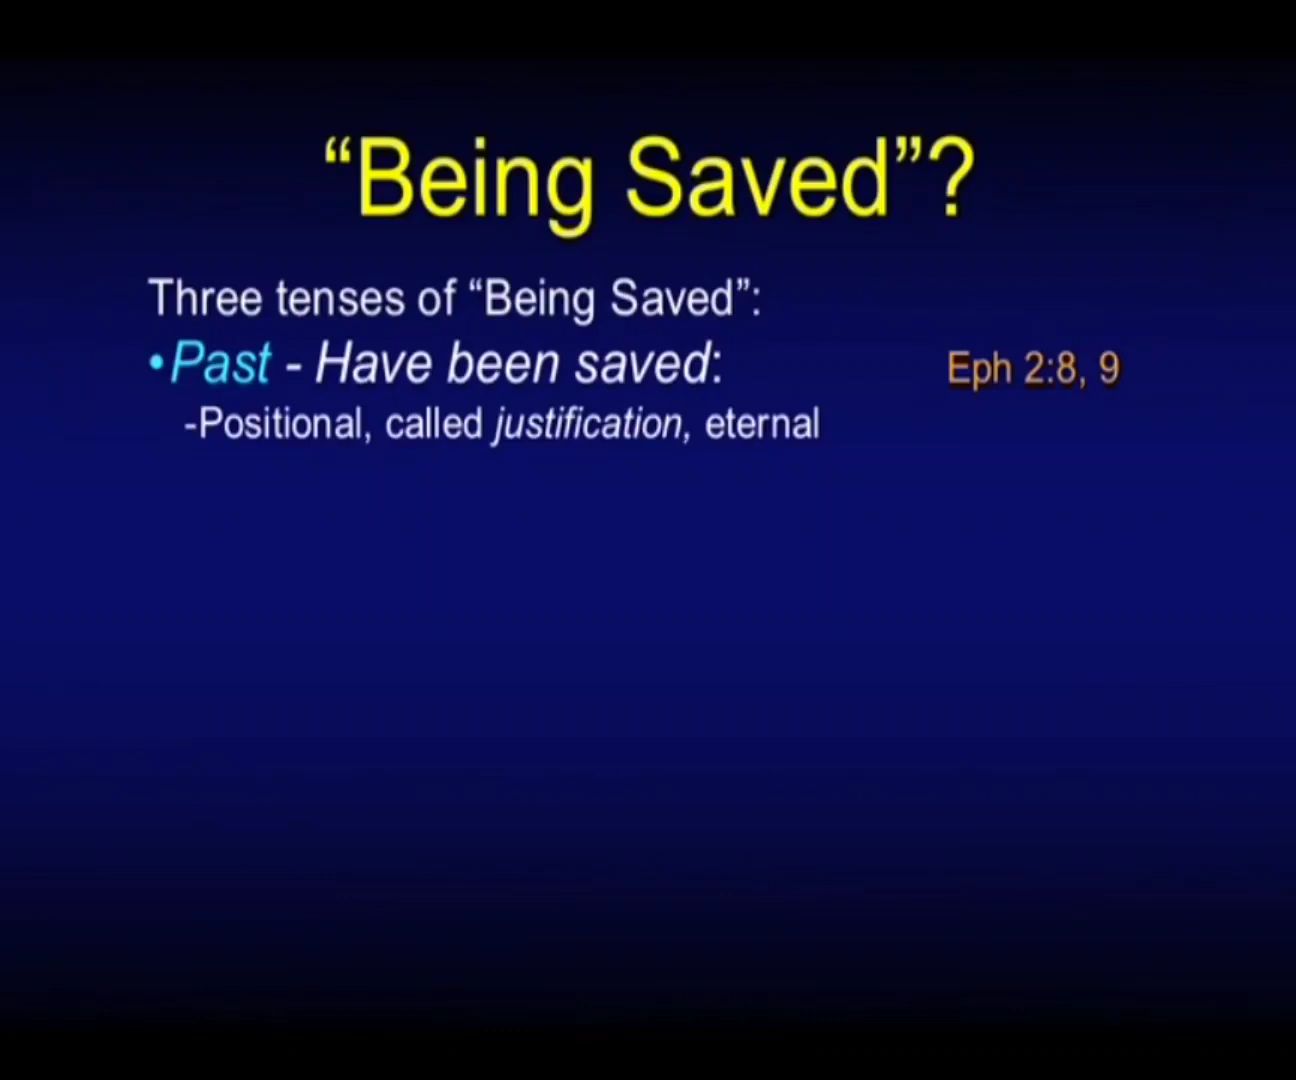 “Being Saved”?
Three tenses of “Being Saved”:
•Past - Have been saved: Eph 2:8, 9
-Positional, called justification, eternal